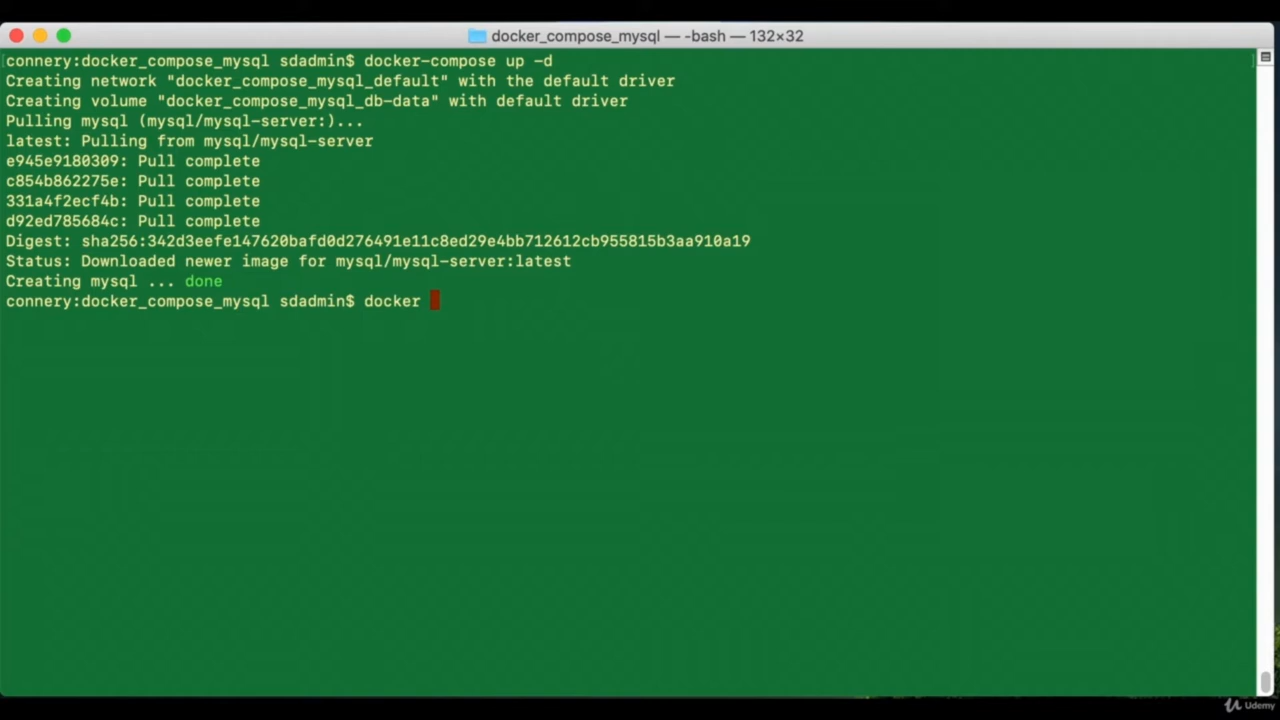 docker_compose_mysql — -bash — 132×32
connery:docker_compose_mysql sdadmin$ docker-compose up -d
Creating network "docker_compose_mysql_default" with the default driver
Creating volume "docker_compose_mysql_db-data" with default driver
Pulling mysql (mysql/mysql-server:)...
latest: Pulling from mysql/mysql-server
e945e9180309: Pull complete
c854b862275e: Pull complete
331a4f2ecf4b: Pull complete
d92ed785684c: Pull complete
Digest: sha256:342d3eefe147620bafd0d276491e11c8ed29e4bb712612cb955815b3aa910a19
Status: Downloaded newer image for mysql/mysql-server:latest
Creating mysql ... done
connery:docker_compose_mysql sdadmin$ docker
Udemy